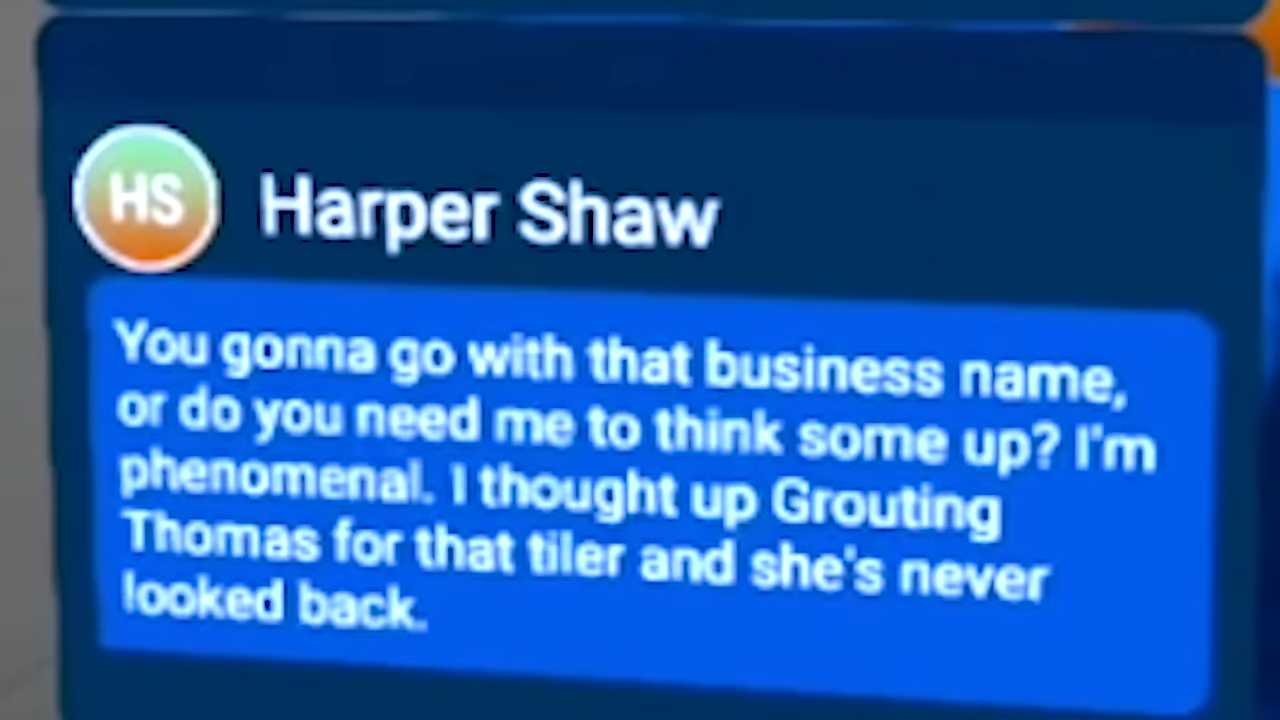 HS
Harper Shaw
You gonna go with that business name,
or do you need me to think some up? I'm
phenomenal. I thought up Grouting
Thomas for that tiler and she's never
looked back.